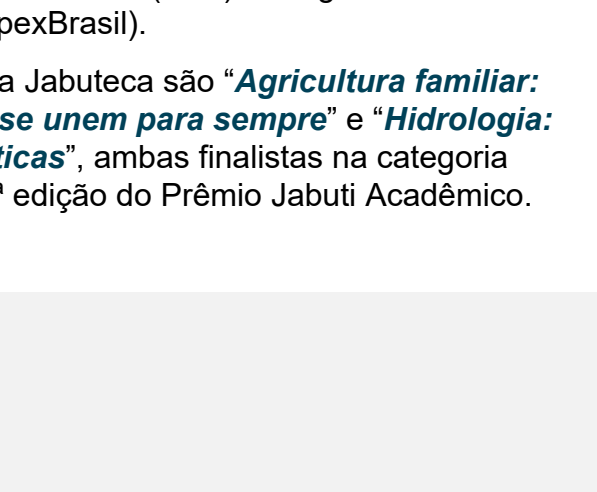 pexBrasil).
a Jabuteca são “Agricultura familiar:
se unem para sempre” e “Hidrologia:
ticas”, ambas finalistas na categoria
ª edição do Prêmio Jabuti Acadêmico.